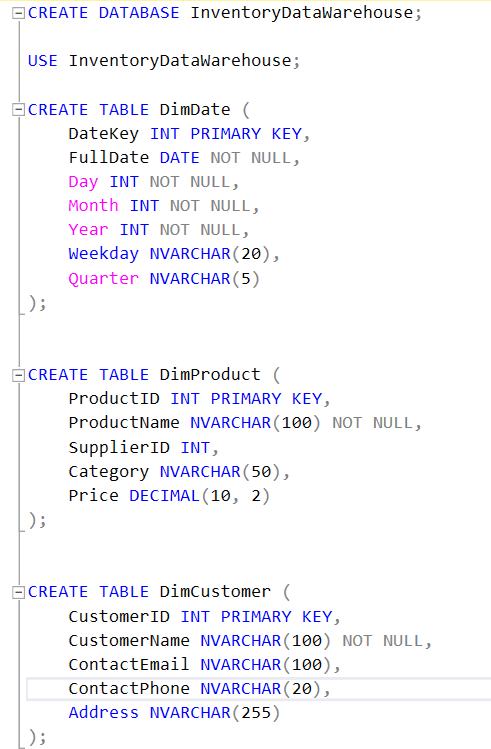 CREATE DATABASE InventoryDataWarehouse;
USE InventoryDataWarehouse;
CREATE TABLE DimDate (
DateKey INT PRIMARY KEY,
FullDate DATE NOT NULL,
Day INT NOT NULL,
Month INT NOT NULL,
Year INT NOT NULL,
Weekday NVARCHAR(20),
Quarter NVARCHAR(5)
);
CREATE TABLE DimProduct (
ProductID INT PRIMARY KEY,
ProductName NVARCHAR(100) NOT NULL,
SupplierID INT,
Category NVARCHAR(50),
Price DECIMAL(10, 2)
);
CREATE TABLE DimCustomer (
CustomerID INT PRIMARY KEY,
CustomerName NVARCHAR(100) NOT NULL,
ContactEmail NVARCHAR(100),
ContactPhone NVARCHAR(20),
Address NVARCHAR(255)
);